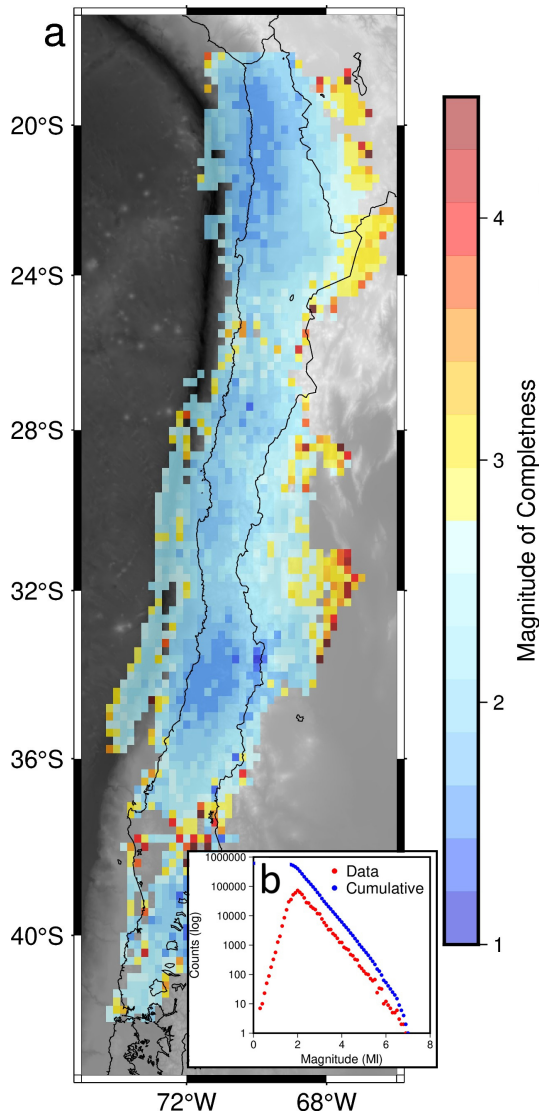 a
20°S
24°S
28°S
32°S
36°S
40°S
72°W
68°W
4
3
2
1
Magnitude of Completness
b
Data
Cumulative
1000000
100000
10000
1000
100
10
1
Counts (log)
0
2
4
6
8
Magnitude (Ml)